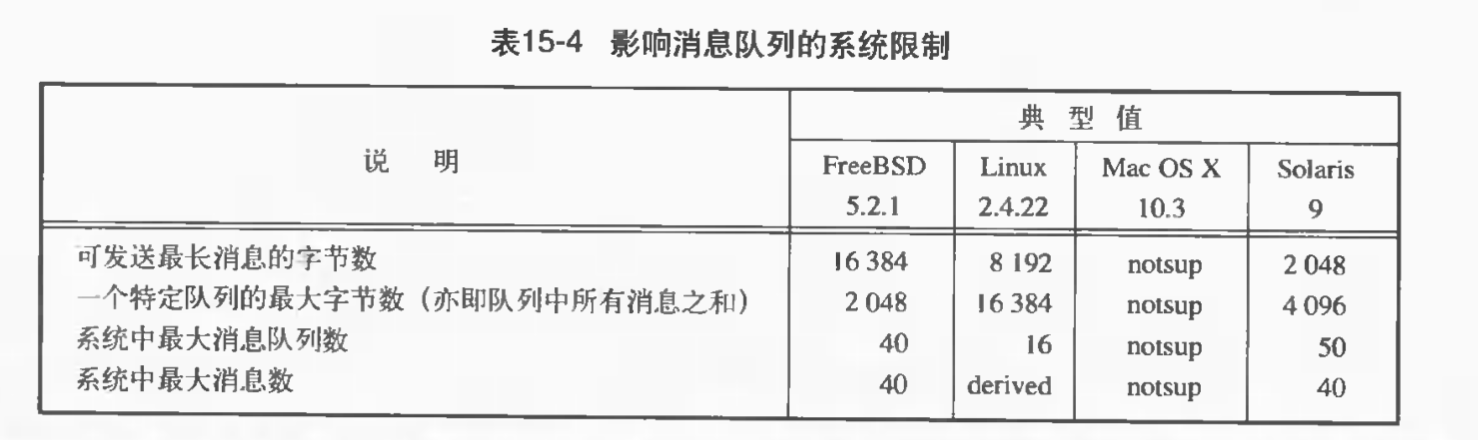 表15-4 影响消息队列的系统限制
说 明
典 型 值
FreeBSD 5.2.1
Linux 2.4.22
Mac OS X 10.3
Solaris 9
可发送最长消息的字节数 16 384 8 192 notsup 2 048
一个特定队列的最大字节数（亦即队列中所有消息之和） 2 048 16 384 notsup 4 096
系统中最大消息队列数 40 16 notsup 50
系统中最大消息数 40 derived notsup 40